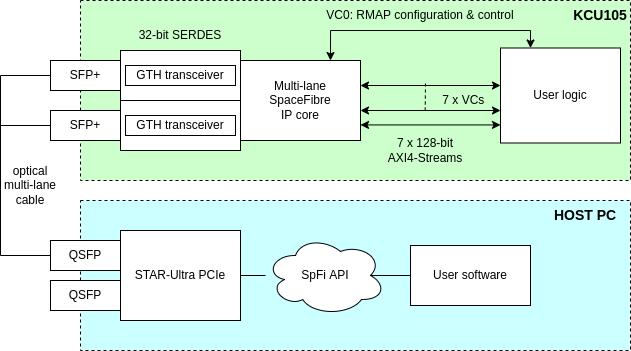 VC0: RMAP configuration & control
KCU105
32-bit SERDES
SFP+
GTH transceiver
SFP+
GTH transceiver
Multi-lane
SpaceFibre
IP core
7 x VCs
7 x 128-bit
AXI4-Streams
User logic
optical
multi-lane
cable
HOST PC
QSFP
QSFP
STAR-Ultra PCIe
SpFi API
User software